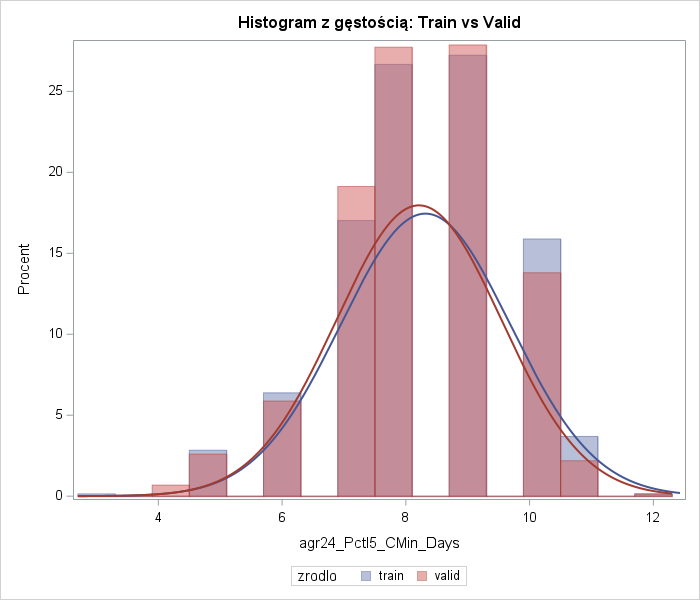 Histogram z gęstością: Train vs Valid
25
20
15
10
5
0
Procent
4 6 8 10 12
agr24_Pctl5_CMin_Days
zrodlo train valid